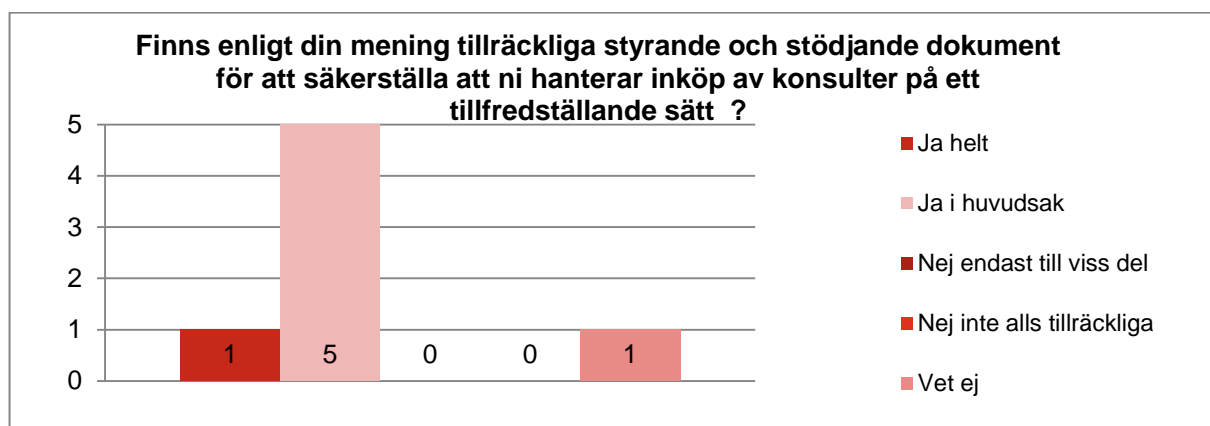 Finns enligt din mening tillräckliga styrande och stödjande dokument
för att säkerställa att ni hanterar inköp av konsulter på ett
tillfredställande sätt ?
5
4
3
2
1
0
1 5 0 0 1
Ja helt
Ja i huvudsak
Nej endast till viss del
Nej inte alls tillräckliga
Vet ej